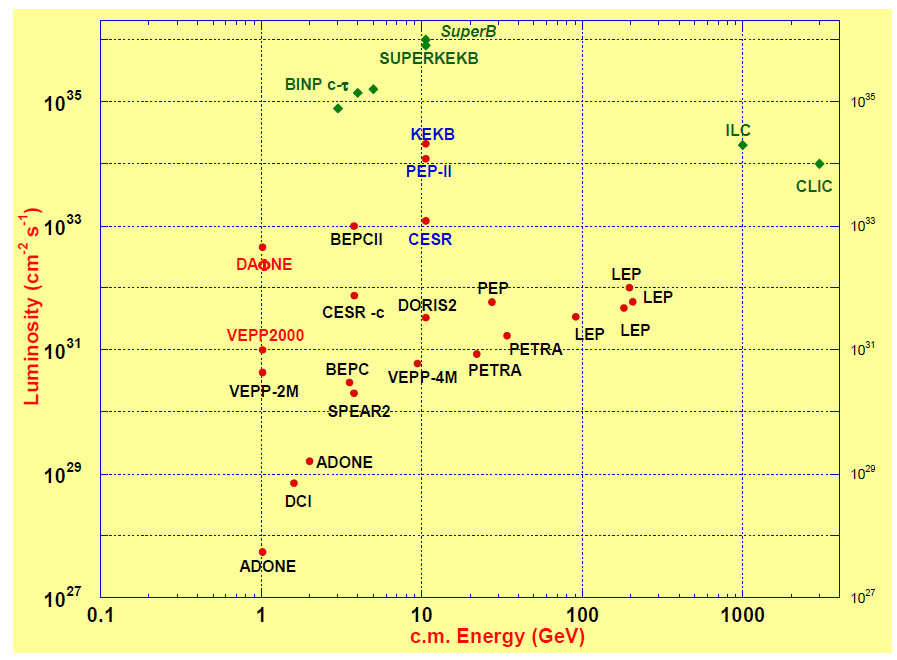 SuperB
SUPERKEKB
BINP c-τ
10^35
10^35
KEKB
ILC
PEP-II
CLIC
10^33
10^33
BEPCII
CESR
DAΦNE
LEP
PEP
LEP
CESR -c
DORIS2
LEP
VEPP2000
LEP
10^31
10^31
PETRA
BEPC
VEPP-4M
PETRA
VEPP-2M
SPEAR2
ADONE
10^29
10^29
DCI
ADONE
10^27
10^27
0.1
1
10
100
1000
c.m. Energy (GeV)
Luminosity (cm^-2 s^-1)